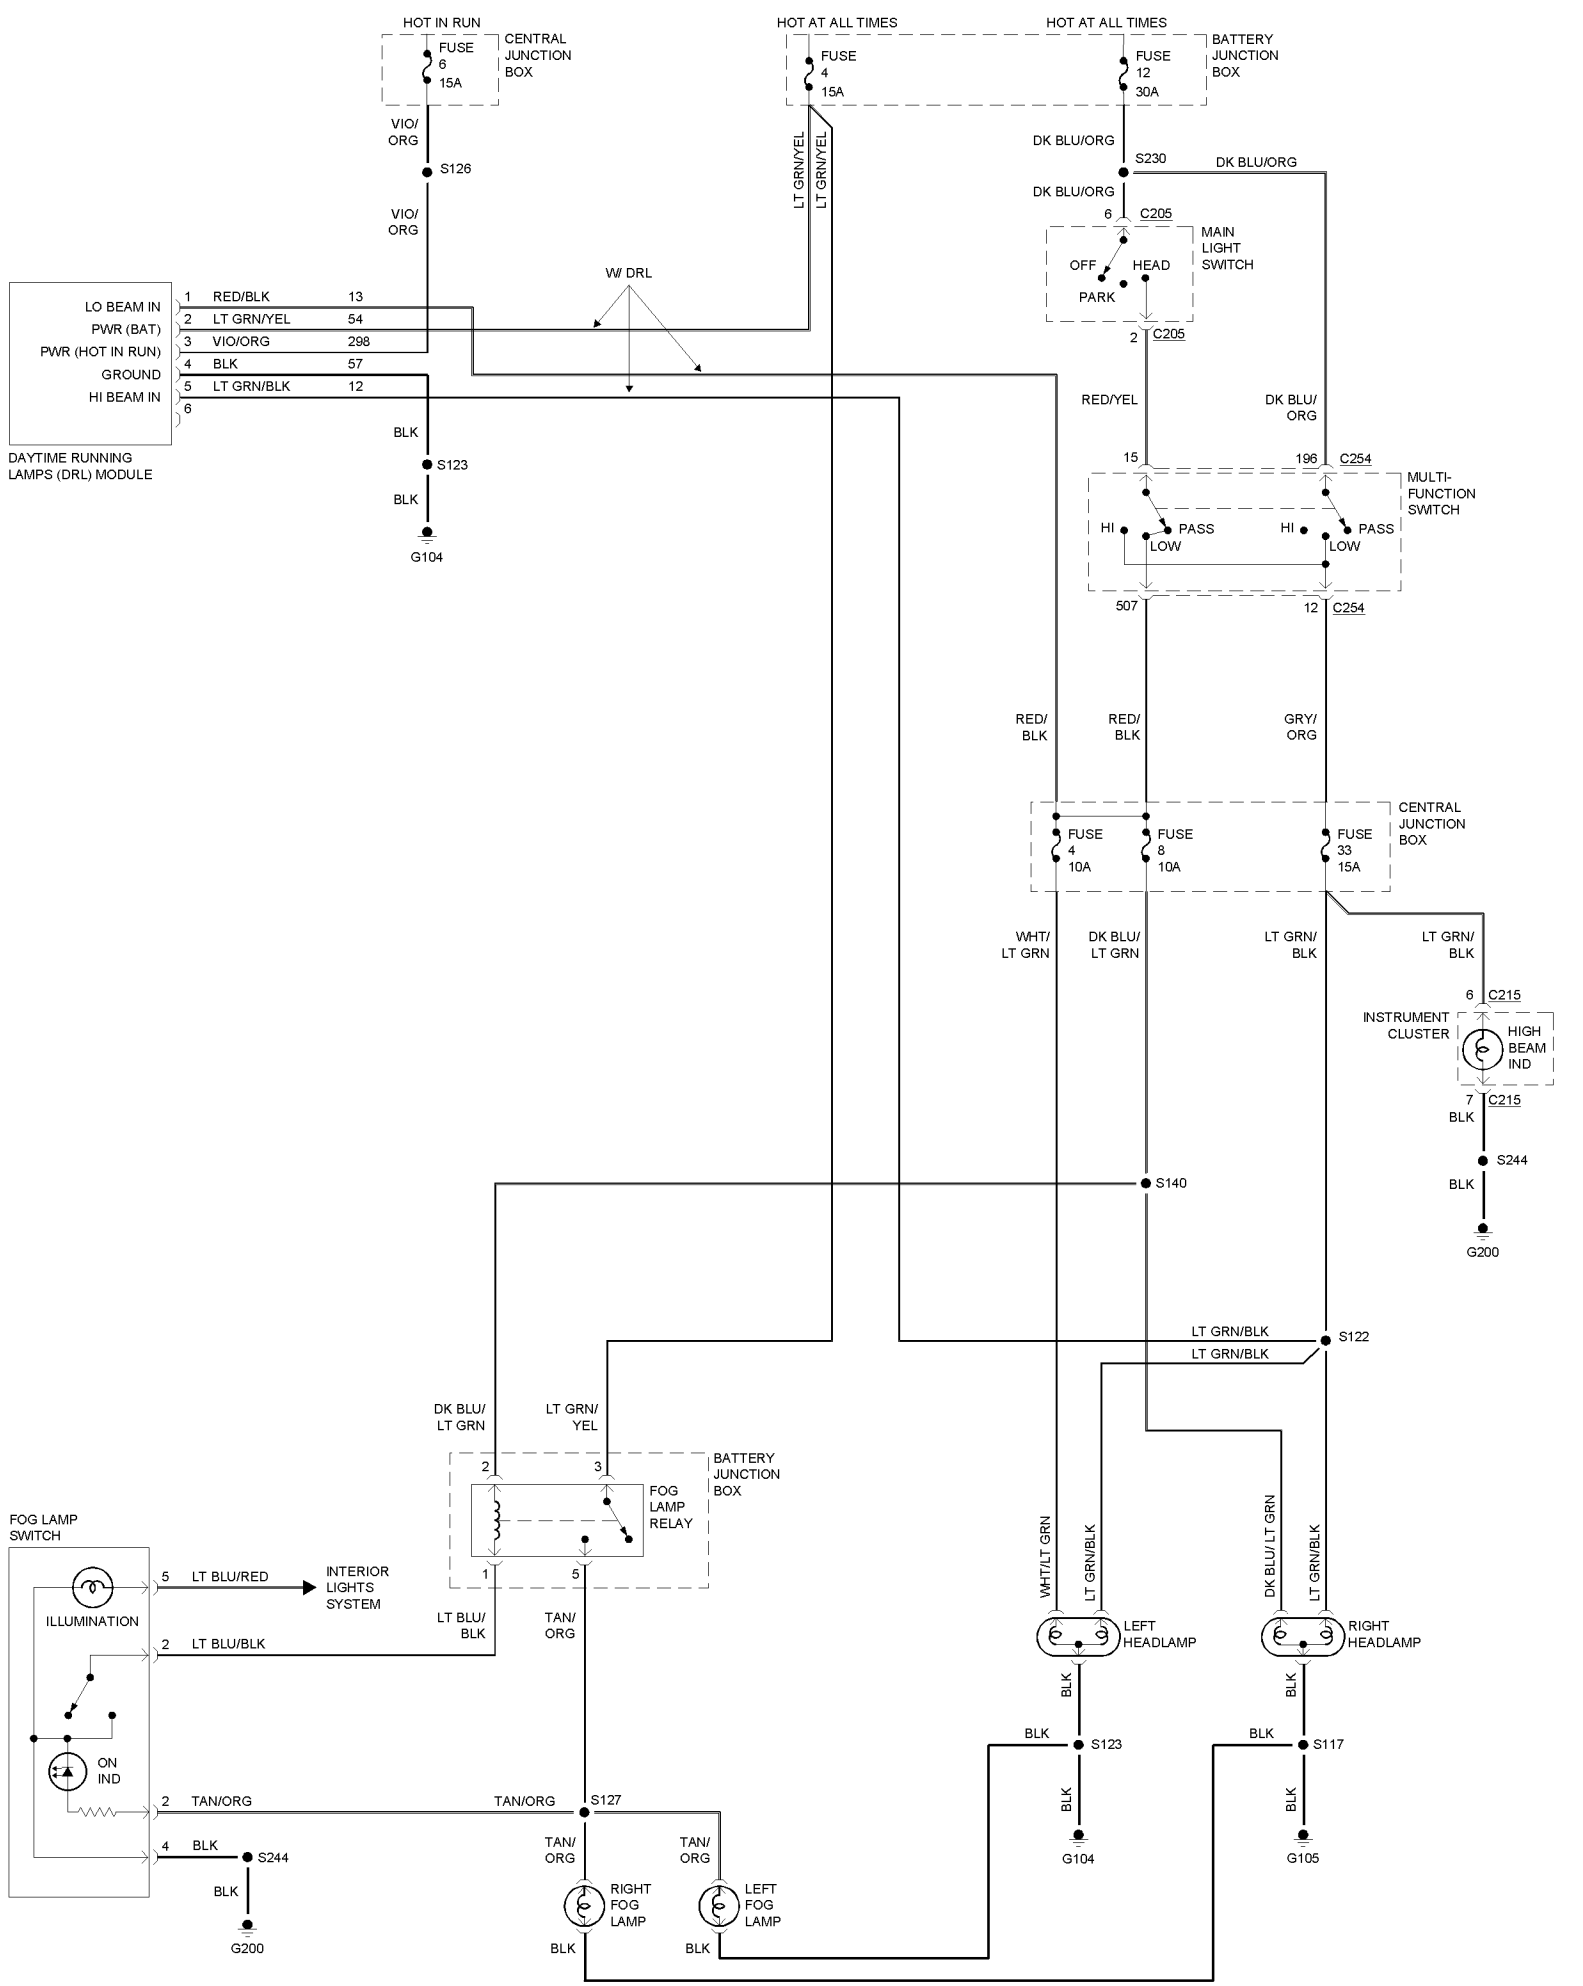 HOT IN RUN
FUSE
6
15A
CENTRAL
JUNCTION
BOX
HOT AT ALL TIMES
FUSE
4
15A
HOT AT ALL TIMES
FUSE
12
30A
BATTERY
JUNCTION
BOX
VIO/
ORG
S126
VIO/
ORG
LT GRN/YEL
LT GRN/YEL
DK BLU/ORG
S230
DK BLU/ORG
DK BLU/ORG
6
C205
OFF
HEAD
PARK
MAIN
LIGHT
SWITCH
2
C205
W/ DRL
LO BEAM IN
1
RED/BLK
13
PWR (BAT)
2
LT GRN/YEL
54
PWR (HOT IN RUN)
3
VIO/ORG
298
GROUND
4
BLK
57
HI BEAM IN
5
LT GRN/BLK
12
6
DAYTIME RUNNING
LAMPS (DRL) MODULE
BLK
S123
BLK
G104
RED/YEL
DK BLU/
ORG
15
196
C254
HI
PASS
LOW
HI
PASS
LOW
MULTI-
FUNCTION
SWITCH
507
12
C254
RED/
BLK
RED/
BLK
GRY/
ORG
FUSE
4
10A
FUSE
8
10A
FUSE
33
15A
CENTRAL
JUNCTION
BOX
WHT/
LT GRN
DK BLU/
LT GRN
LT GRN/
BLK
LT GRN/
BLK
6
C215
INSTRUMENT
CLUSTER
HIGH
BEAM
IND
7
C215
BLK
S244
BLK
G200
S140
LT GRN/BLK
S122
LT GRN/BLK
DK BLU/
LT GRN
LT GRN/
YEL
2
3
BATTERY
JUNCTION
BOX
FOG
LAMP
RELAY
1
5
FOG LAMP
SWITCH
ILLUMINATION
5
LT BLU/RED
INTERIOR
LIGHTS
SYSTEM
2
LT BLU/BLK
LT BLU/
BLK
TAN/
ORG
WHT/LT GRN
LT GRN/BLK
DK BLU/ LT GRN
LT GRN/BLK
LEFT
HEADLAMP
RIGHT
HEADLAMP
BLK
BLK
BLK
S123
BLK
S117
BLK
BLK
G104
G105
ON
IND
2
TAN/ORG
TAN/ORG
S127
4
BLK
S244
BLK
G200
TAN/
ORG
TAN/
ORG
RIGHT
FOG
LAMP
LEFT
FOG
LAMP
BLK
BLK